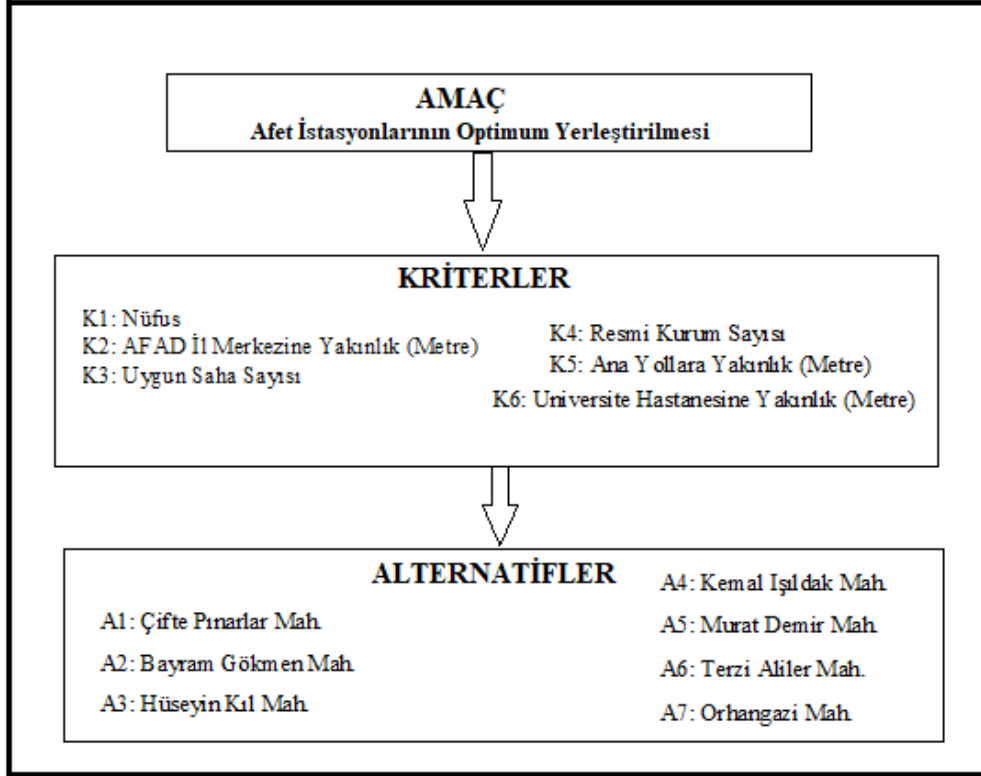 AMAÇ
Afet İstasyonlarının Optimum Yerleştirilmesi
KRİTERLER
K1: Nüfus
K2: AFAD İl Merkezine Yakınlık (Metre)
K3: Uygun Saha Sayısı
K4: Resmi Kurum Sayısı
K5: Ana Yollara Yakınlık (Metre)
K6: Universite Hastanesine Yakınlık (Metre)
ALTERNATİFLER
A1: Çifte Pınarlar Mah.
A2: Bayram Gökmen Mah.
A3: Hüseyin Kıl Mah.
A4: Kemal Işıldak Mah.
A5: Murat Demir Mah.
A6: Terzi Aliler Mah.
A7: Orhangazi Mah.